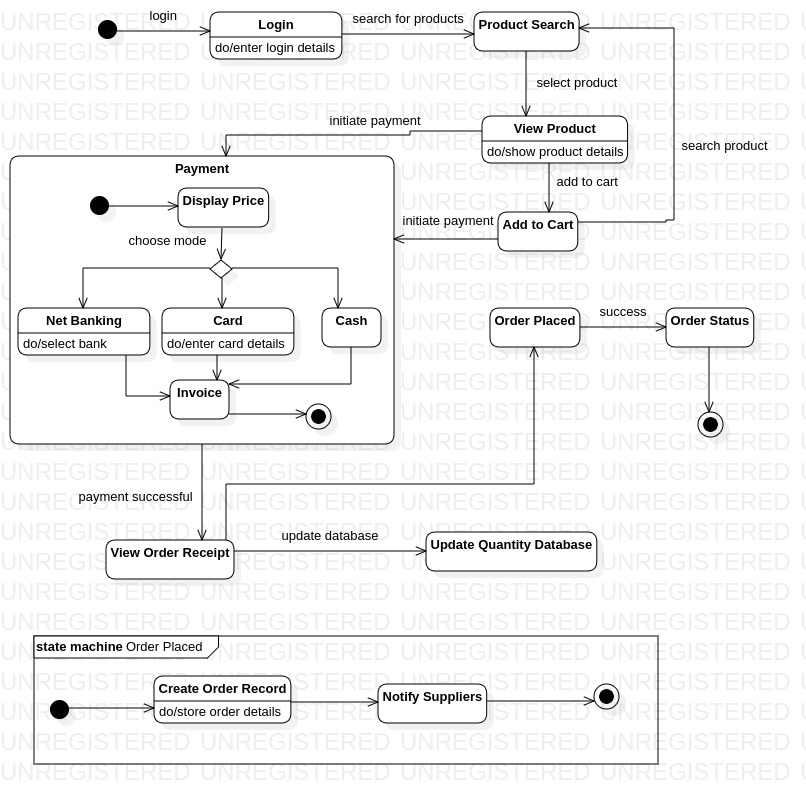 login
Login
do/enter login details
search for products
Product Search
select product
initiate payment
View Product
do/show product details
search product
add to cart
Payment
Display Price
initiate payment
Add to Cart
choose mode
Net Banking
do/select bank
Card
do/enter card details
Cash
Order Placed
success
Order Status
Invoice
payment successful
View Order Receipt
update database
Update Quantity Database
state machine Order Placed
Create Order Record
do/store order details
Notify Suppliers
UNREGISTERED